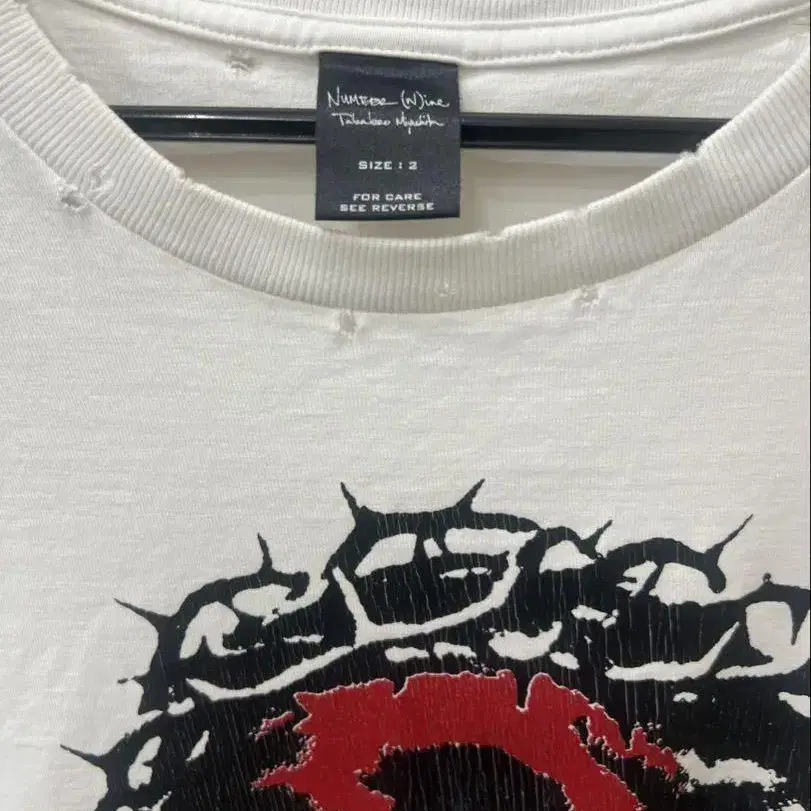 NUMBER (N)ine
Takahiro Miyashita
SIZE : 2
FOR CARE
SEE REVERSE